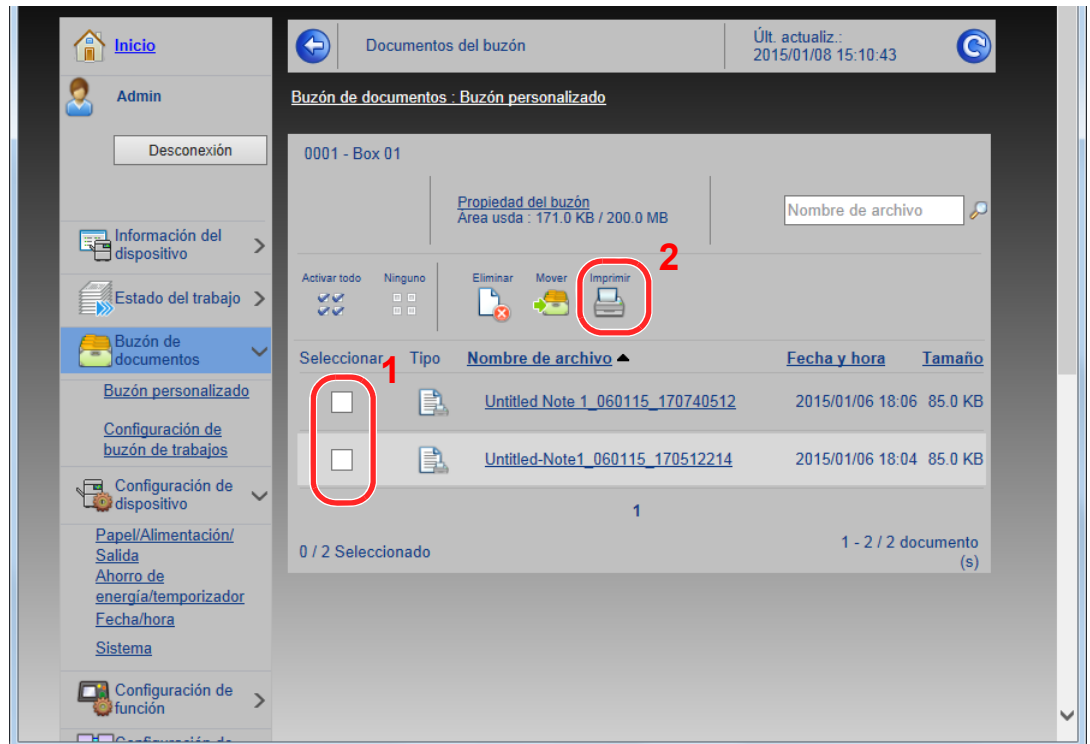 Inicio
Admin
Desconexión
Información del
dispositivo
Estado del trabajo
Buzón de
documentos
Buzón personalizado
Configuración de
buzón de trabajos
Configuración de
dispositivo
Papel/Alimentación/
Salida
Ahorro de
energía/temporizador
Fecha/hora
Sistema
Configuración de
función
Configuración de
Documentos del buzón
Últ. actualiz.:
2015/01/08 15:10:43
Buzón de documentos : Buzón personalizado
0001 - Box 01
Propiedad del buzón
Área usda : 171.0 KB / 200.0 MB
Nombre de archivo
2
Activar todo Ninguno Eliminar Mover Imprimir
Seleccionar Tipo Nombre de archivo Fecha y hora Tamaño
1
Untitled Note 1_060115_170740512 2015/01/06 18:06 85.0 KB
Untitled-Note1_060115_170512214 2015/01/06 18:04 85.0 KB
1
0 / 2 Seleccionado
1 - 2 / 2 documento
(s)